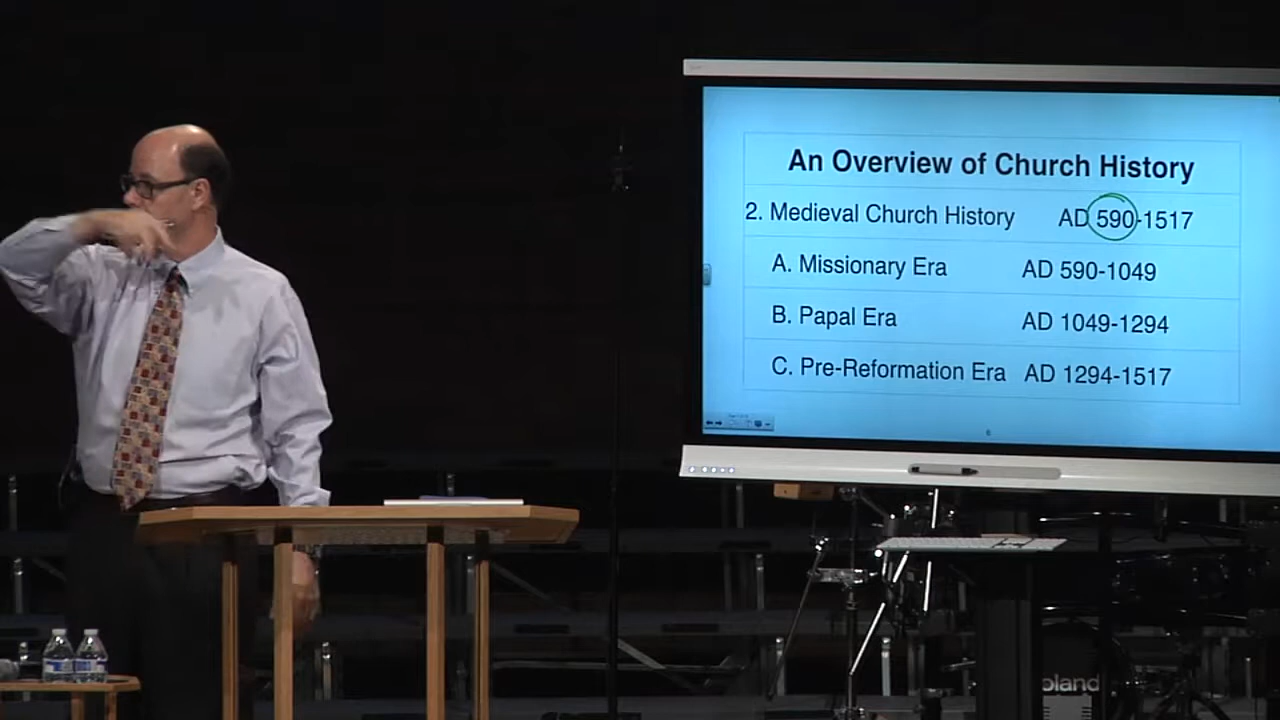 An Overview of Church History
2. Medieval Church History AD 590-1517
A. Missionary Era AD 590-1049
B. Papal Era AD 1049-1294
C. Pre-Reformation Era AD 1294-1517
oland